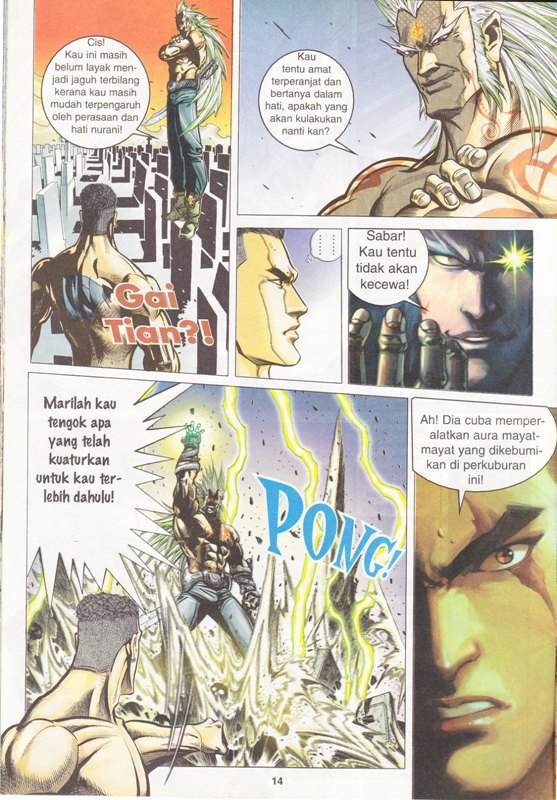 Cis!
Kau ini masih
belum layak men-
jadi jaguh terbilang
kerana kau masih
mudah terpengaruh
oleh perasaan dan
hati nurani!
Kau
tentu amat
terperanjat dan
bertanya dalam
hati, apakah yang
akan kulakukan
nanti kan?
Gai
Tian?!
......
Sabar!
Kau tentu
tidak akan
kecewa!
Marilah kau
tengok apa
yang telah
kuaturkan
untuk kau ter-
lebih dahulu!
PONG!
Ah! Dia cuba memper-
alatkan aura mayat-
mayat yang dikebumi-
kan di perkuburan
ini!
14